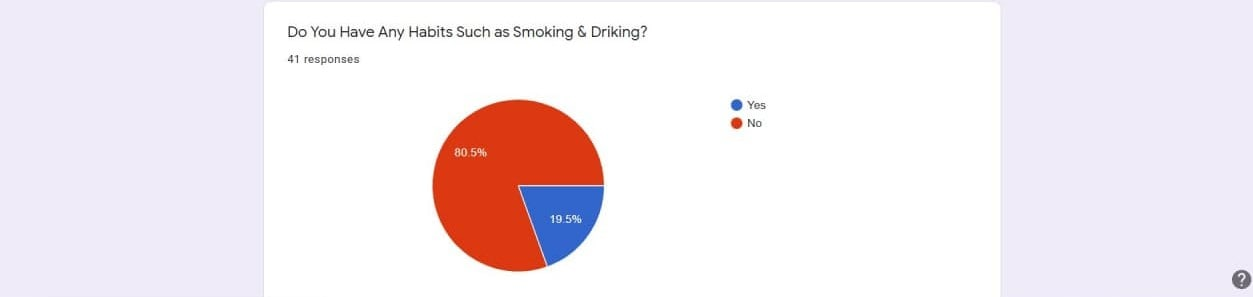 Do You Have Any Habits Such as Smoking & Driking?
41 responses
Yes
No
80.5%
19.5%
?